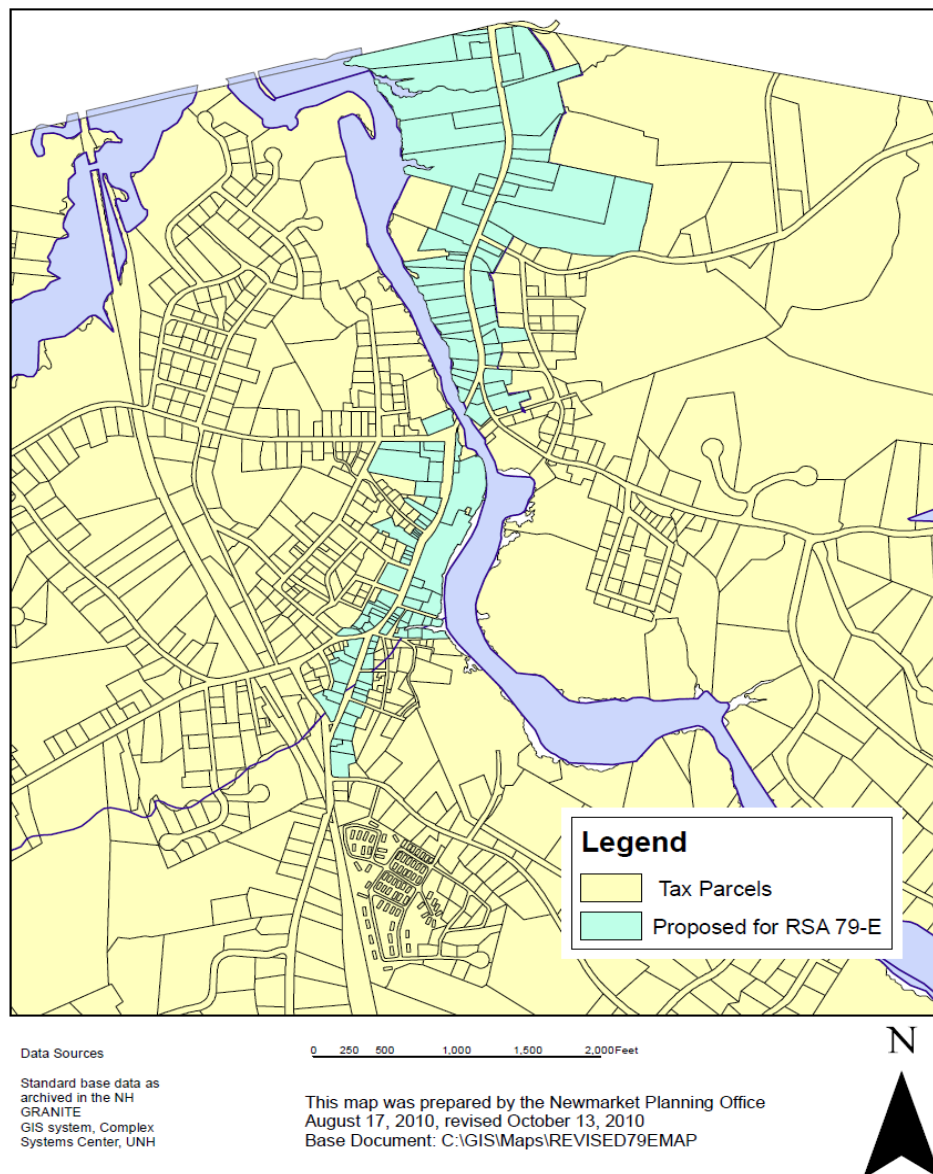 Legend
Tax Parcels
Proposed for RSA 79-E
Data Sources
Standard base data as
archived in the NH
GRANITE
GIS system, Complex
Systems Center, UNH
0 250 500 1,000 1,500 2,000Feet
This map was prepared by the Newmarket Planning Office
August 17, 2010, revised October 13, 2010
Base Document: C:\GIS\Maps\REVISED79EMAP
N